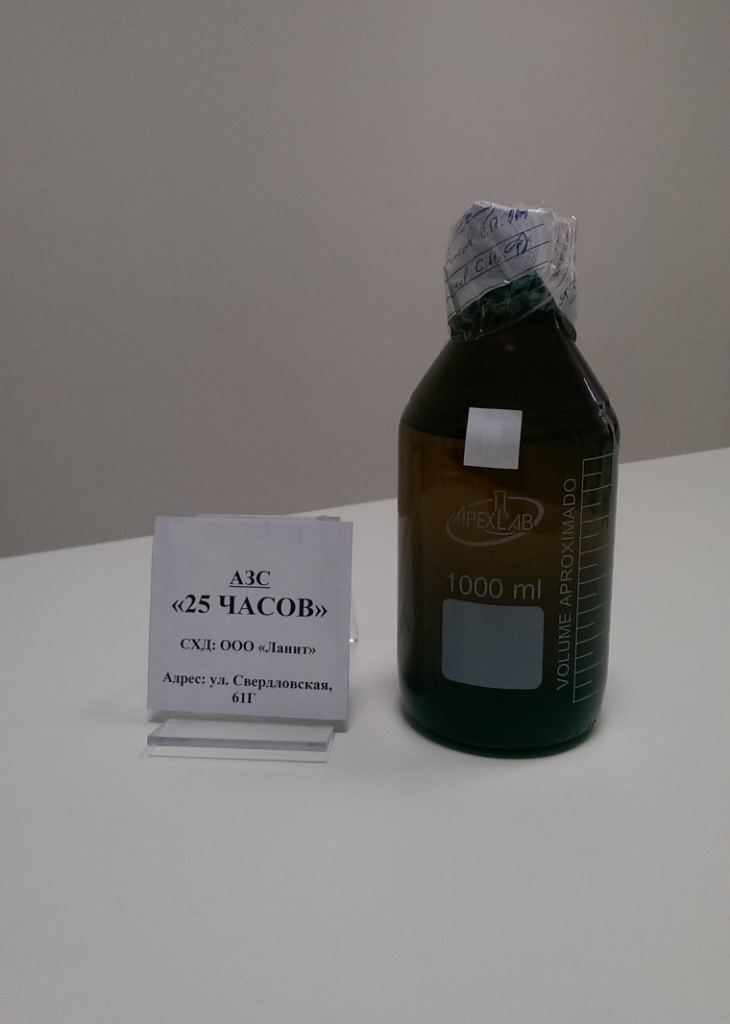 АЗС
«25 ЧАСОВ»
СХД: ООО «Ланит»
Адрес: ул. Свердловская,
61Г
APEXLAB
1000 ml
VOLUME APROXIMADO